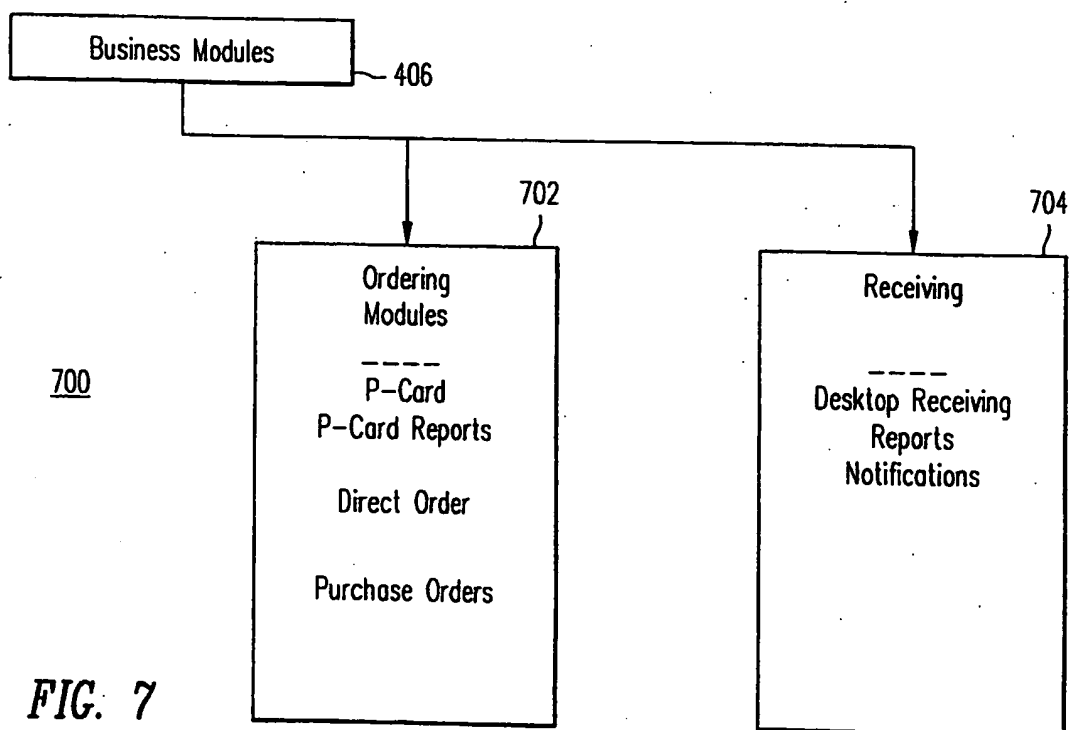 Business Modules
406
702
Ordering
Modules
----
P-Card
P-Card Reports
Direct Order
Purchase Orders
704
Receiving
----
Desktop Receiving
Reports
Notifications
700
FIG. 7